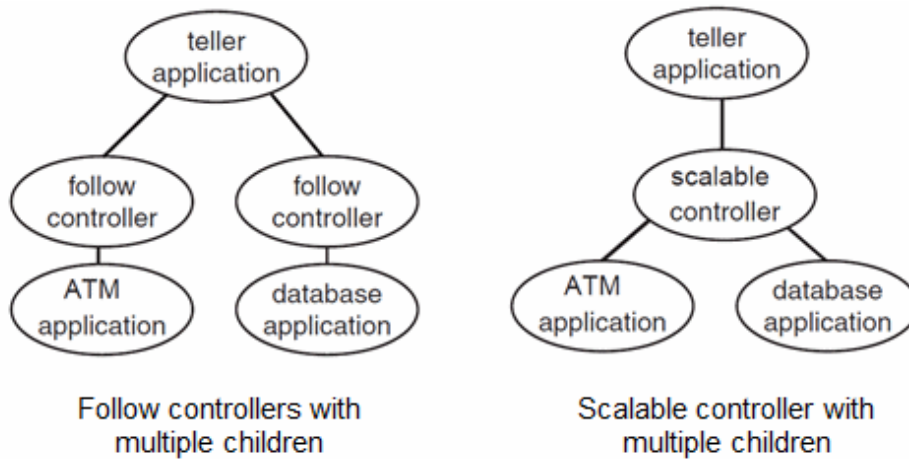 teller
application
follow
controller
follow
controller
ATM
application
database
application
Follow controllers with
multiple children
teller
application
scalable
controller
ATM
application
database
application
Scalable controller with
multiple children